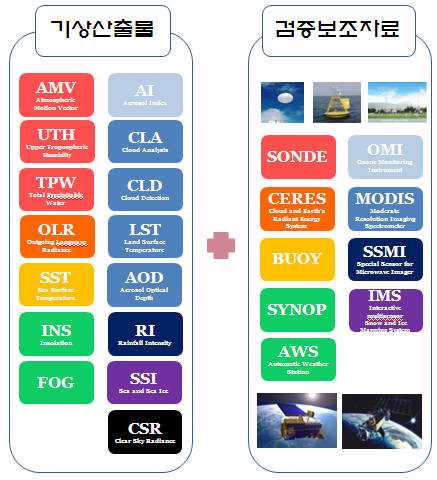 기상산출물
AMV
Atmospheric
Motion Vector
AI
Aerosol Index
UTH
Upper Tropospheric
Humidity
CLA
Cloud Analysis
TPW
Total Precipitable
Water
CLD
Cloud Detection
OLR
Outgoing Longwave
Radiance
LST
Land Surface
Temperature
SST
Sea Surface
Temperature
AOD
Aerosol Optical
Depth
INS
Insolation
RI
Rainfall Intensity
FOG
SSI
Sea and Sea Ice
CSR
Clear Sky Radiance
검증보조자료
SONDE
OMI
Ozone Monitoring
Instrument
CERES
Cloud and Earth's
Radiant Energy
System
MODIS
Moderate
Resolution Imaging
Spectrometer
BUOY
SSMI
Special Sensor for
Microwave Imager
SYNOP
IMS
Interactive
multisensor
Snow and Ice
Mapping System
AWS
Automatic Weather
Station